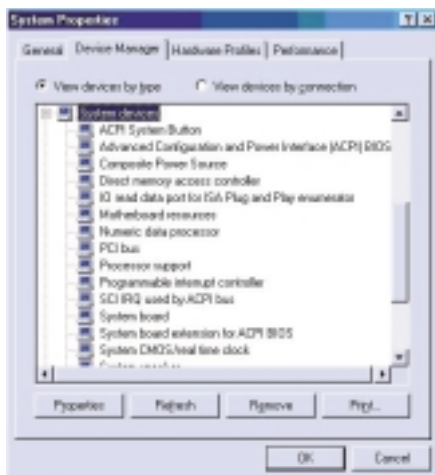 System Properties
General Device Manager Hardware Profiles Performance
View devices by type View devices by connection
System devices
ACPI System Button
Advanced Configuration and Power Interface (ACPI) BIOS
Composite Power Source
Direct memory access controller
IO read data port for ISA Plug and Play enumerator
Motherboard resources
Numeric data processor
PCI bus
Processor support
Programmable interrupt controller
SCI IRQ used by ACPI bus
System board
System board extension for ACPI BIOS
System CMOS/real time clock
System speaker
Properties Refresh Remove Print...
OK Cancel